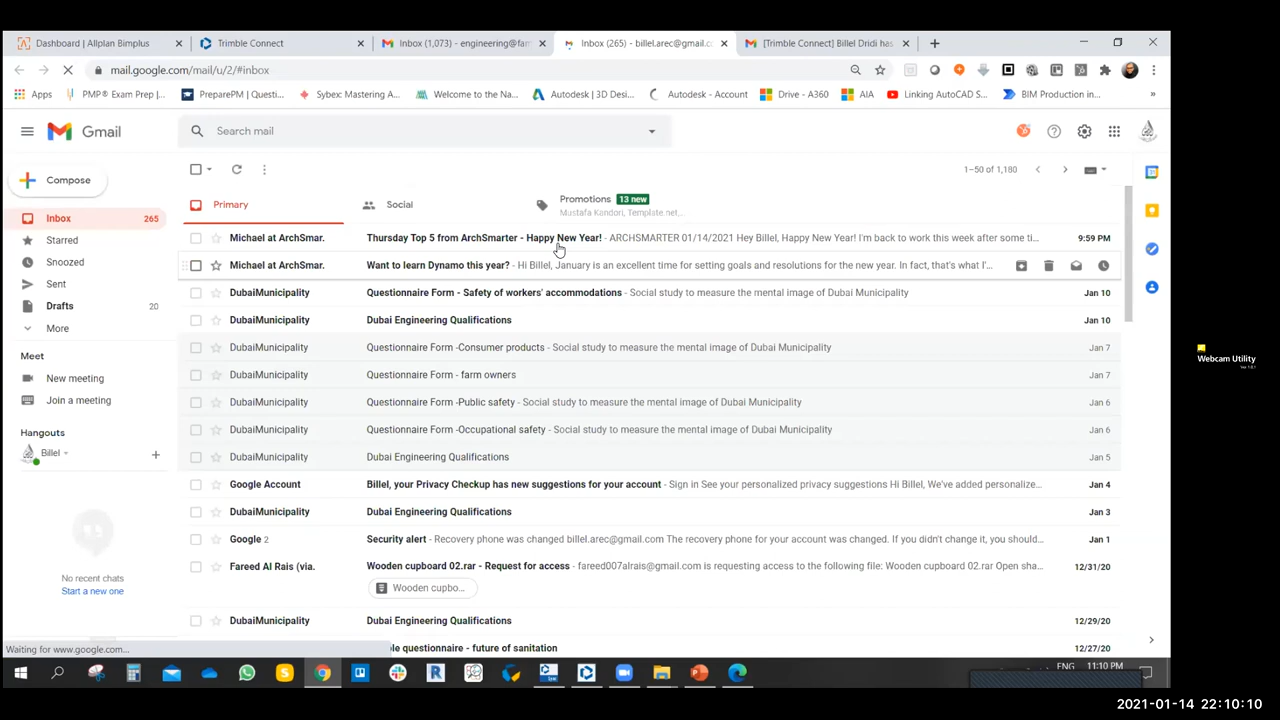 Dashboard | Allplan Bimplus
Trimble Connect
Inbox (1,073) - engineering@fam
Inbox (265) - billel.arec@gmail.co
[Trimble Connect] Billel Dridi has
mail.google.com/mail/u/2/#inbox
Apps
PMP® Exam Prep |...
PreparePM | Questi...
Sybex Mastering A...
Welcome to the Na...
Autodesk | 3D Desi...
Autodesk - Account
Drive - A360
AIA
Linking AutoCAD S...
BIM Production in...
»
Gmail
Search mail
Compose
1–50 of 1,180
Inbox 265
Starred
Snoozed
Sent
Drafts 20
More
Meet
New meeting
Join a meeting
Hangouts
Billel
No recent chats
Start a new one
Primary
Social
Promotions 13 new
Mustafa Kandori, Template.net,...
Michael at ArchSmar. Thursday Top 5 from ArchSmarter - Happy New Year! - ARCHSMARTER 01/14/2021 Hey Billel, Happy New Year! I'm back to work this week after some ti... 9:59 PM
Michael at ArchSmar. Want to learn Dynamo this year? - Hi Billel, January is an excellent time for setting goals and resolutions for the new year. In fact, that's what I'...
DubaiMunicipality Questionnaire Form - Safety of workers' accommodations - Social study to measure the mental image of Dubai Municipality Jan 10
DubaiMunicipality Dubai Engineering Qualifications Jan 10
DubaiMunicipality Questionnaire Form -Consumer products - Social study to measure the mental image of Dubai Municipality Jan 7
DubaiMunicipality Questionnaire Form - farm owners Jan 7
DubaiMunicipality Questionnaire Form -Public safety - Social study to measure the mental image of Dubai Municipality Jan 6
DubaiMunicipality Questionnaire Form -Occupational safety - Social study to measure the mental image of Dubai Municipality Jan 6
DubaiMunicipality Dubai Engineering Qualifications Jan 5
Google Account Billel, your Privacy Checkup has new suggestions for your account - Sign in See your personalized privacy suggestions Hi Billel, We've added personalize... Jan 4
DubaiMunicipality Dubai Engineering Qualifications Jan 3
Google 2 Security alert - Recovery phone was changed billel.arec@gmail.com The recovery phone for your account was changed. If you didn't change it, you should... Jan 1
Fareed Al Rais (via. Wooden cupboard 02.rar - Request for access - fareed007alrais@gmail.com is requesting access to the following file: Wooden cupboard 02.rar Open sha... 12/31/20
Wooden cupbo...
DubaiMunicipality Dubai Engineering Qualifications 12/29/20
le questionnaire - future of sanitation 12/27/20
Waiting for www.google.com...
ENG 11:10 PM
Webcam Utility
2021-01-14 22:10:10